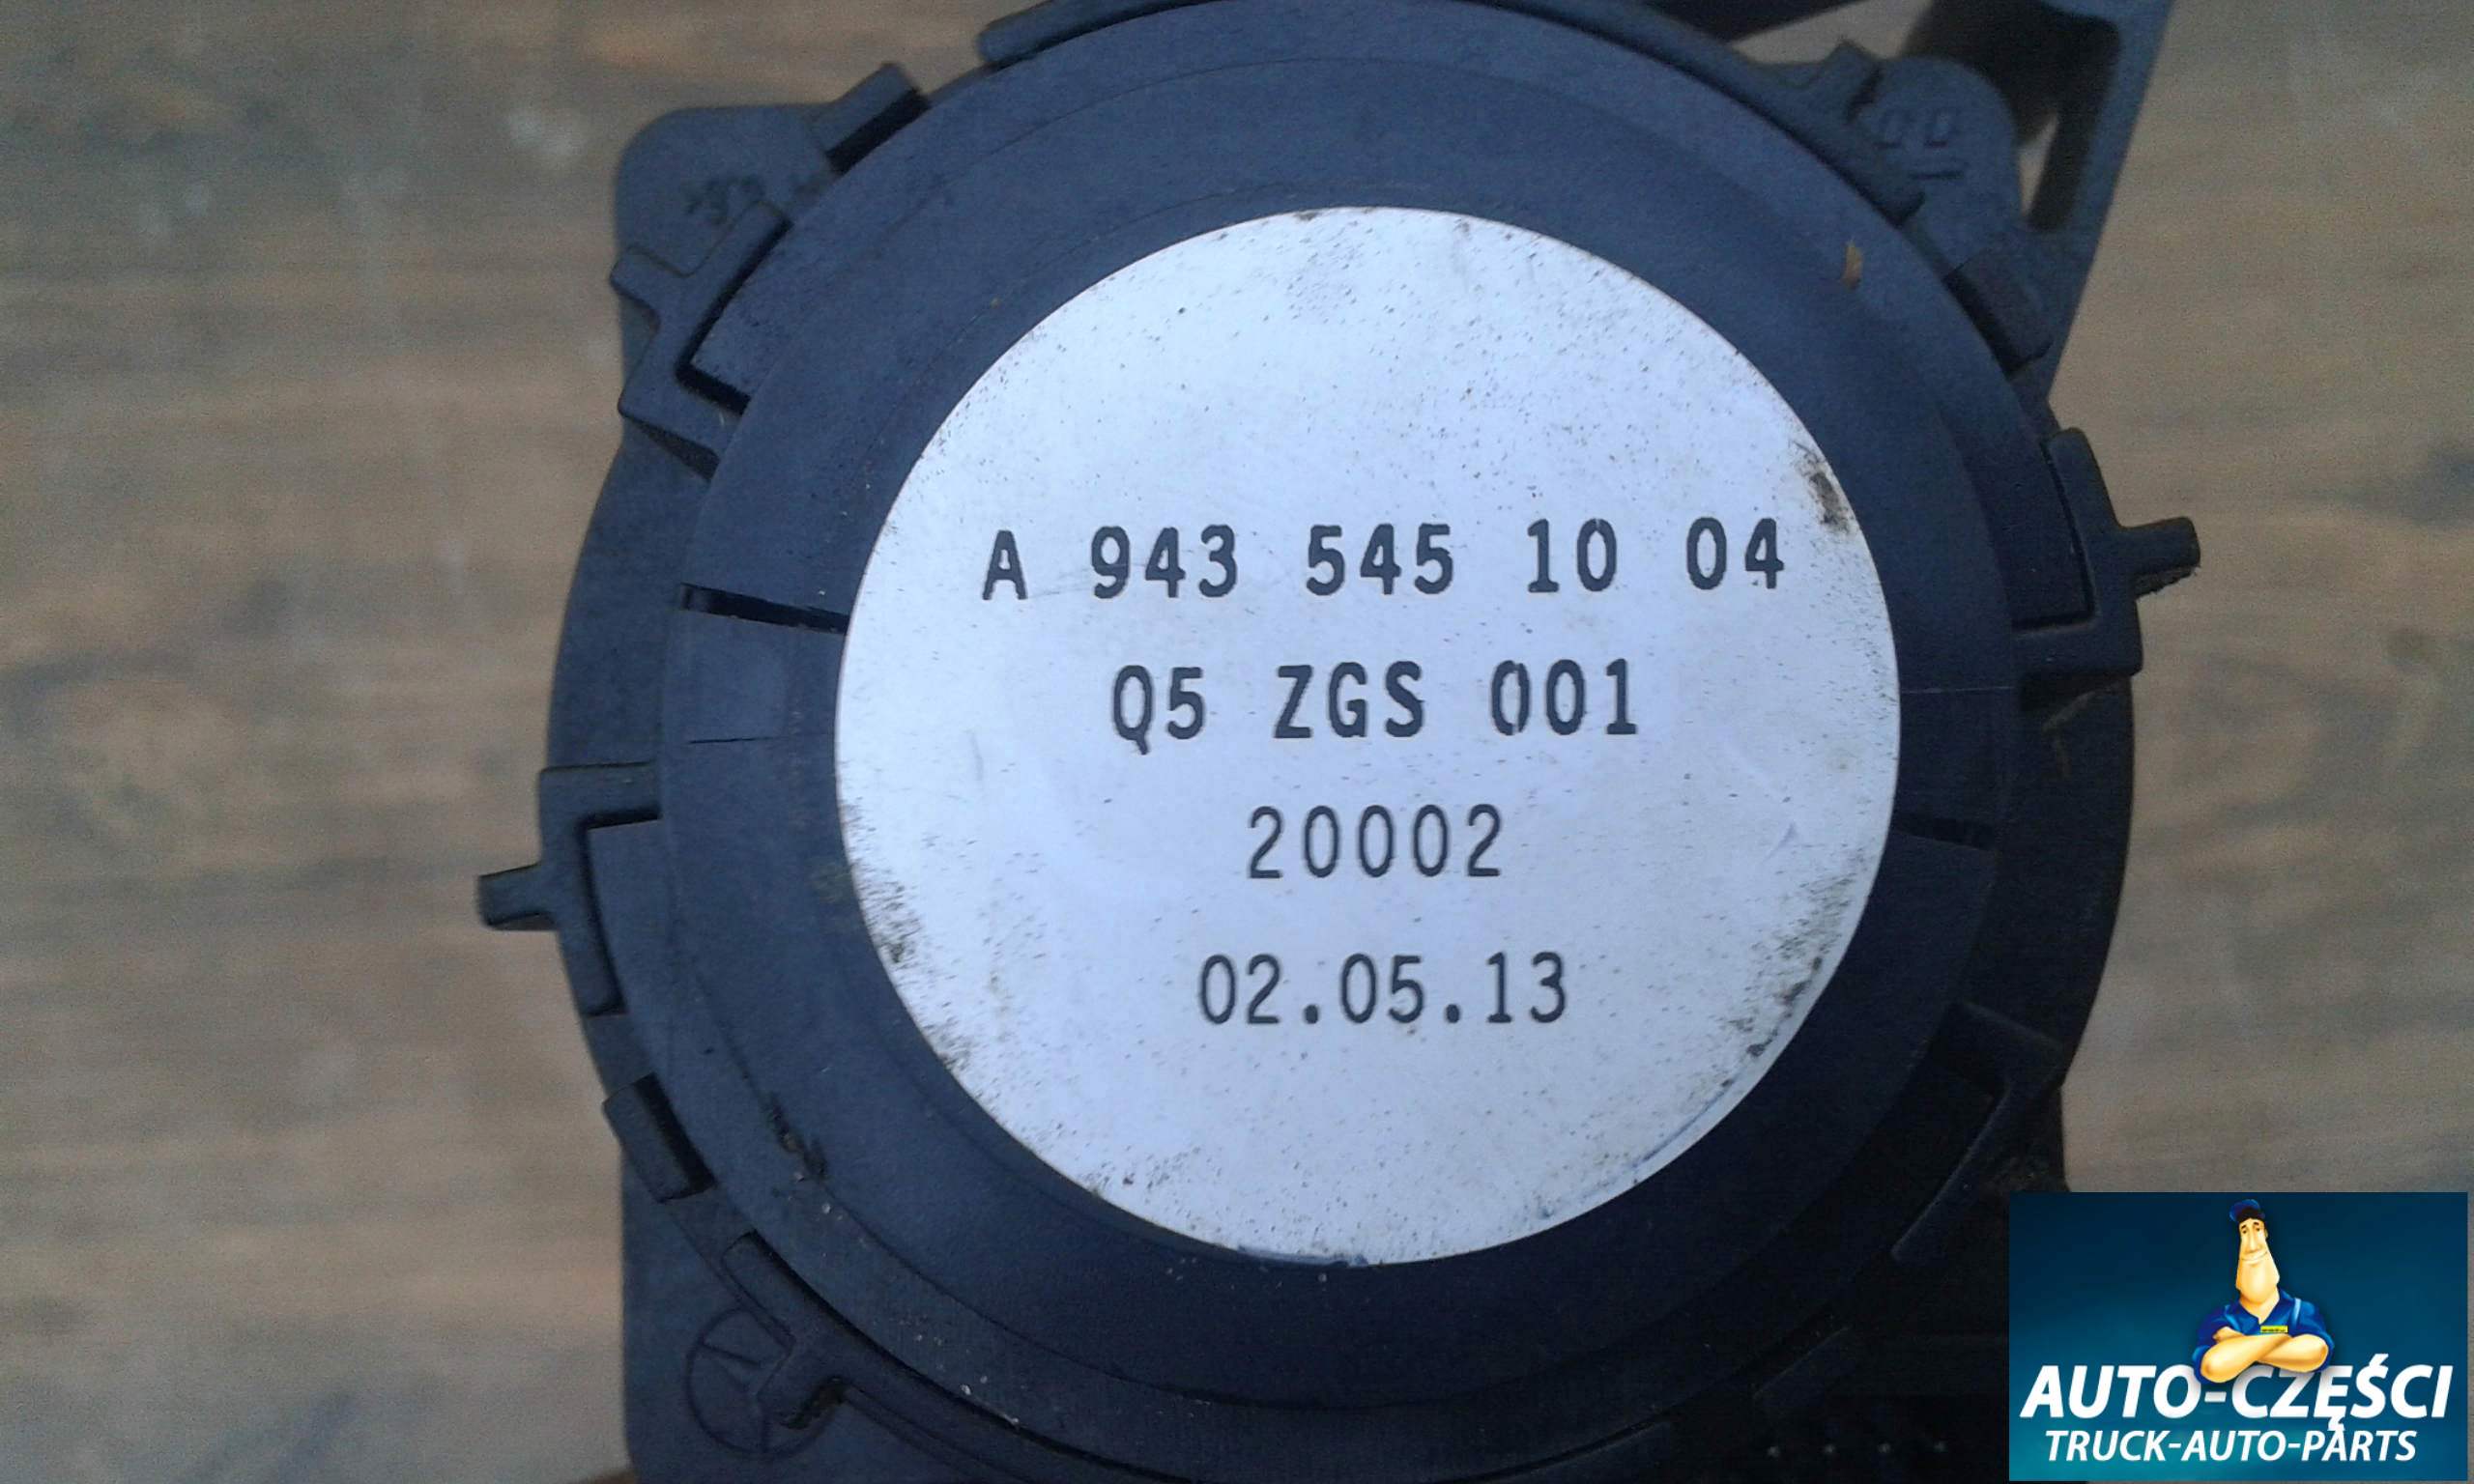 A 943 545 10 04
Q5 ZGS 001
20002
02.05.13
AUTO-CZĘŚCI
TRUCK-AUTO-PARTS